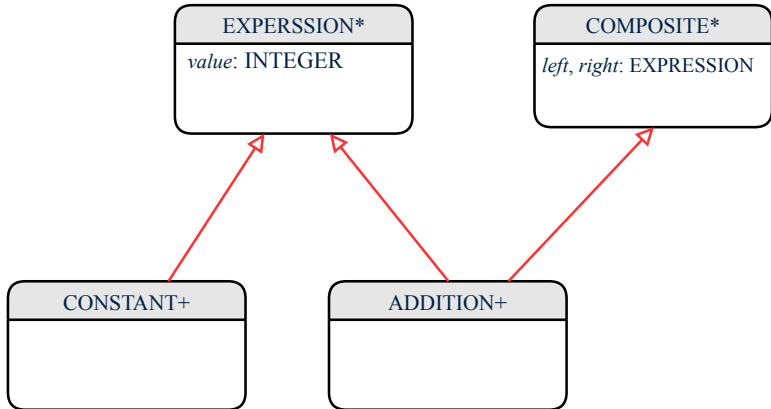 EXPERSSION*
value: INTEGER
COMPOSITE*
left, right: EXPRESSION
CONSTANT+
ADDITION+